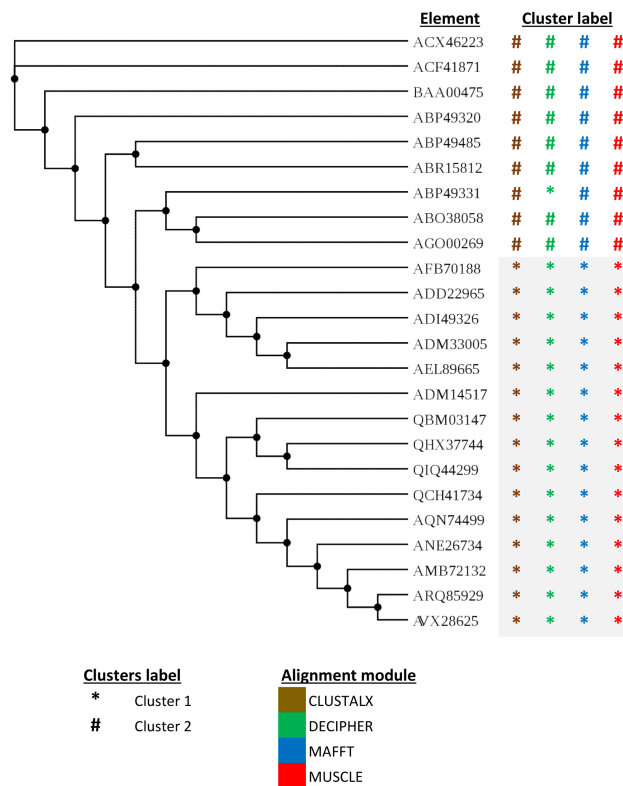 Element Cluster label
ACX46223 # # # #
ACF41871 # # # #
BAA00475 # # # #
ABP49320 # # # #
ABP49485 # # # #
ABR15812 # # # #
ABP49331 # * # #
ABO38058 # # # #
AGO00269 # # # #
AFB70188 * * * *
ADD22965 * * * *
ADI49326 * * * *
ADM33005 * * * *
AEL89665 * * * *
ADM14517 * * * *
QBM03147 * * * *
QHX37744 * * * *
QIQ44299 * * * *
QCH41734 * * * *
AQN74499 * * * *
ANE26734 * * * *
AMB72132 * * * *
ARQ85929 * * * *
AVX28625 * * * *
Clusters label
* Cluster 1
# Cluster 2
Alignment module
CLUSTALX
DECIPHER
MAFFT
MUSCLE